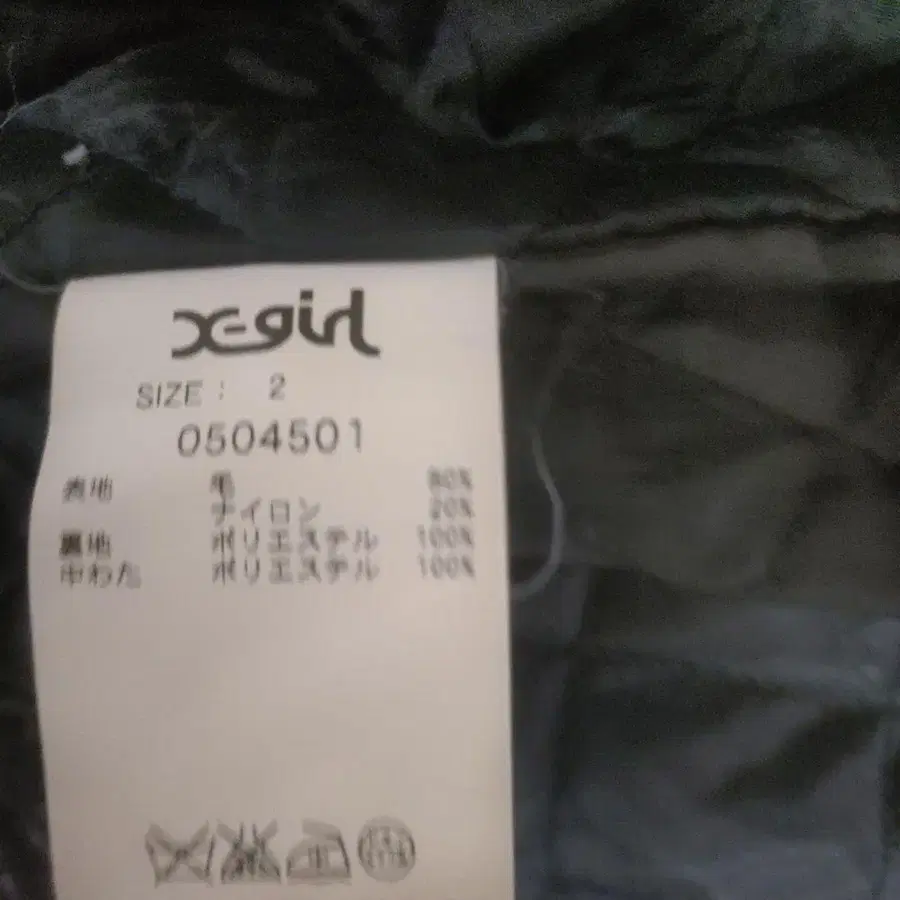 X-girl
SIZE : 2
0504501
表地 毛 80%
ナイロン 20%
裏地 ポリエステル 100%
中わた ポリエステル 100%